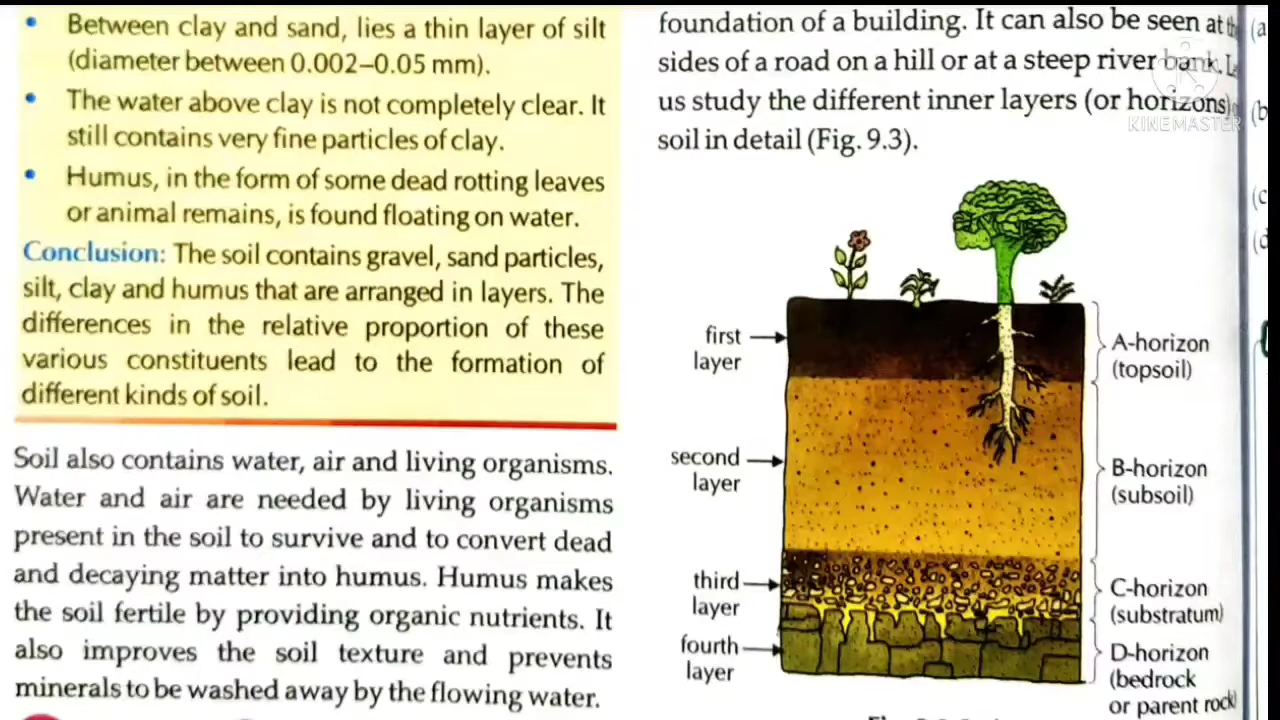 Between clay and sand, lies a thin layer of silt
(diameter between 0.002–0.05 mm).
The water above clay is not completely clear. It
still contains very fine particles of clay.
Humus, in the form of some dead rotting leaves
or animal remains, is found floating on water.
Conclusion: The soil contains gravel, sand particles,
silt, clay and humus that are arranged in layers. The
differences in the relative proportion of these
various constituents lead to the formation of
different kinds of soil.
Soil also contains water, air and living organisms.
Water and air are needed by living organisms
present in the soil to survive and to convert dead
and decaying matter into humus. Humus makes
the soil fertile by providing organic nutrients. It
also improves the soil texture and prevents
minerals to be washed away by the flowing water.
foundation of a building. It can also be seen at
sides of a road on a hill or at a steep river bank.
us study the different inner layers (or horizons)
soil in detail (Fig. 9.3).
KINEMASTER
first
layer
second
layer
third
layer
fourth
layer
A-horizon
(topsoil)
B-horizon
(subsoil)
C-horizon
(substratum)
D-horizon
(bedrock
or parent rock)
(a
(b
(c
(d